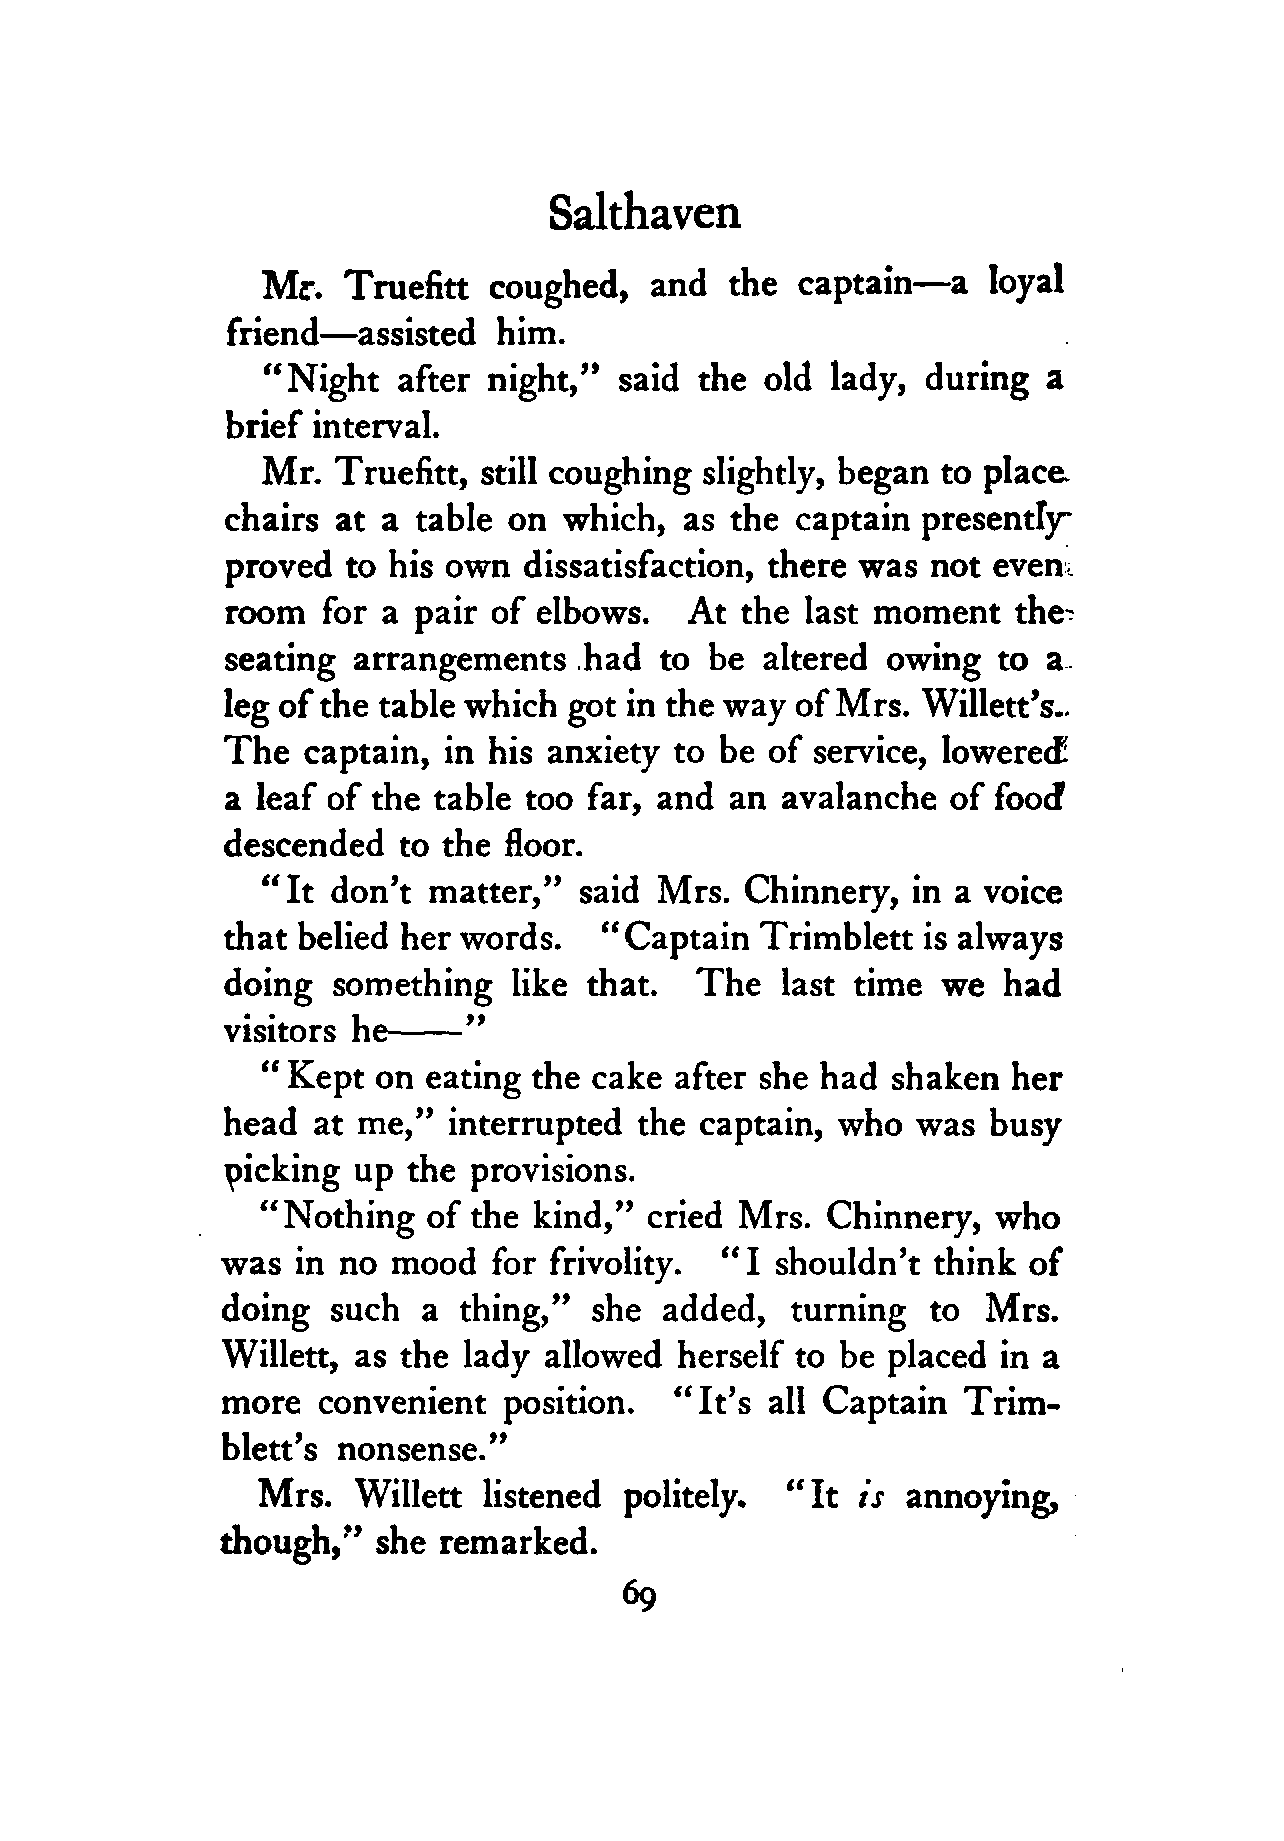 Salthaven
Mr. Truefitt coughed, and the captain—a loyal
friend—assisted him.
"Night after night," said the old lady, during a
brief interval.
Mr. Truefitt, still coughing slightly, began to place
chairs at a table on which, as the captain presently
proved to his own dissatisfaction, there was not even
room for a pair of elbows. At the last moment the
seating arrangements had to be altered owing to a
leg of the table which got in the way of Mrs. Willett's.
The captain, in his anxiety to be of service, lowered
a leaf of the table too far, and an avalanche of food
descended to the floor.
"It don't matter," said Mrs. Chinnery, in a voice
that belied her words. "Captain Trimblett is always
doing something like that. The last time we had
visitors he——"
"Kept on eating the cake after she had shaken her
head at me," interrupted the captain, who was busy
picking up the provisions.
"Nothing of the kind," cried Mrs. Chinnery, who
was in no mood for frivolity. "I shouldn't think of
doing such a thing," she added, turning to Mrs.
Willett, as the lady allowed herself to be placed in a
more convenient position. "It's all Captain Trim-
blett's nonsense."
Mrs. Willett listened politely. "It is annoying,
though," she remarked.
69